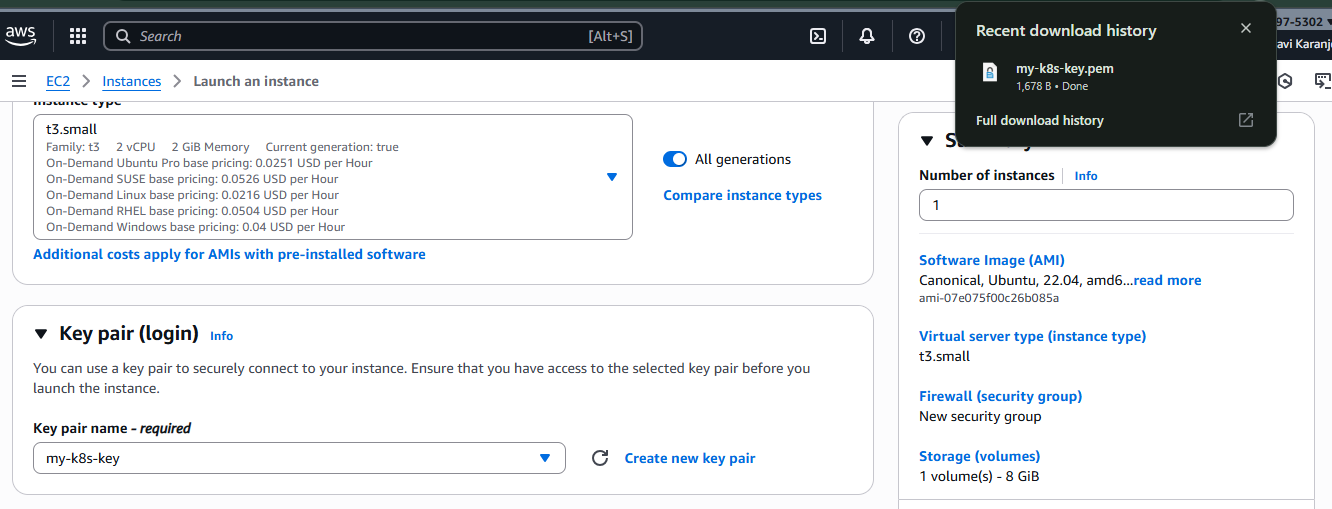 aws
Search [Alt+S]
97-5302
avi Karanj
Recent download history
my-k8s-key.pem
1,678 B • Done
Full download history
EC2 Instances Launch an instance
Instance type
t3.small
Family: t3 2 vCPU 2 GiB Memory Current generation: true
On-Demand Ubuntu Pro base pricing: 0.0251 USD per Hour
On-Demand SUSE base pricing: 0.0526 USD per Hour
On-Demand Linux base pricing: 0.0216 USD per Hour
On-Demand RHEL base pricing: 0.0504 USD per Hour
On-Demand Windows base pricing: 0.04 USD per Hour
All generations
Compare instance types
Additional costs apply for AMIs with pre-installed software
Key pair (login) Info
You can use a key pair to securely connect to your instance. Ensure that you have access to the selected key pair before you
launch the instance.
Key pair name - required
my-k8s-key
Create new key pair
Number of instances Info
1
Software Image (AMI)
Canonical, Ubuntu, 22.04, amd6...read more
ami-07e075f00c26b085a
Virtual server type (instance type)
t3.small
Firewall (security group)
New security group
Storage (volumes)
1 volume(s) - 8 GiB